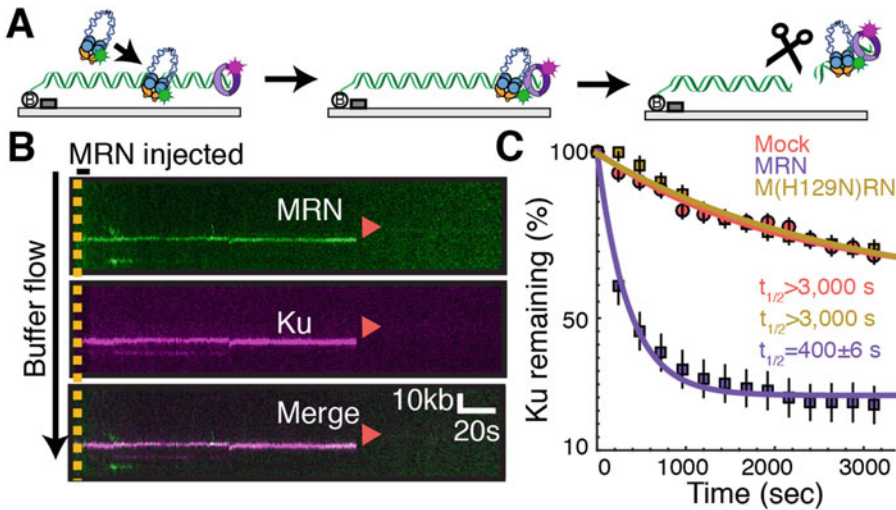 A
B
MRN injected
Buffer flow
MRN
Ku
Merge
10kb
20s
C
Ku remaining (%)
100
50
10
Mock
MRN
M(H129N)RN
t1/2>3,000 s
t1/2>3,000 s
t1/2=400±6 s
0 1000 2000 3000
Time (sec)
B
B
B